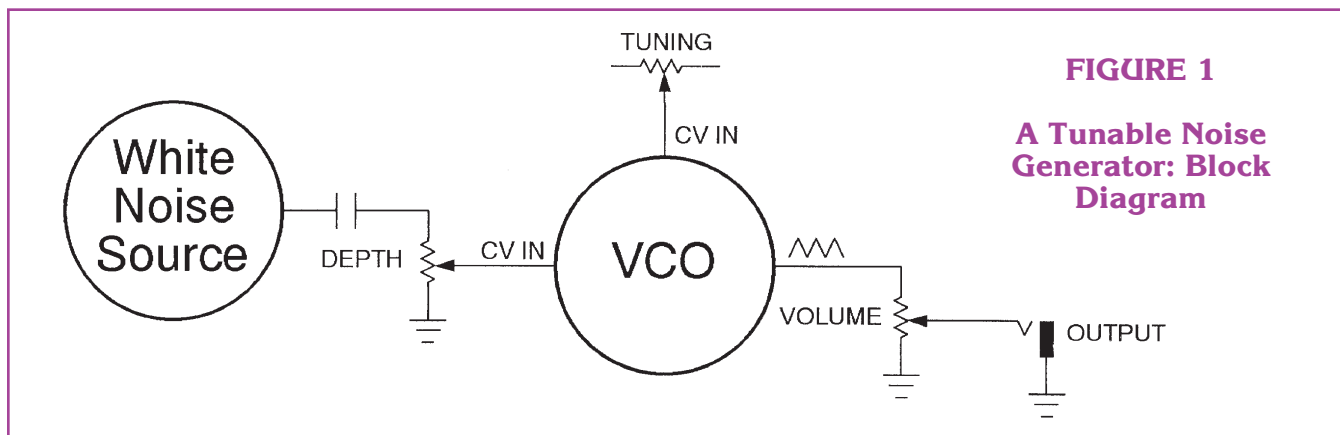 TUNING
FIGURE 1
A Tunable Noise
Generator: Block
Diagram
CV IN
White
Noise
Source
DEPTH
CV IN
VCO
VOLUME
OUTPUT